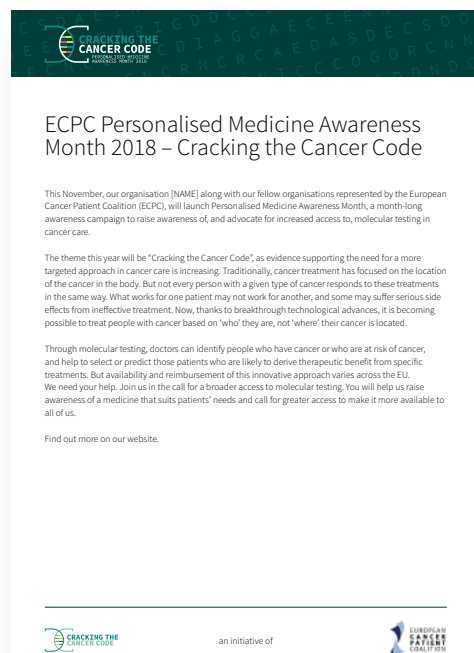 CRACKING THE
CANCER CODE
PERSONALISED MEDICINE
AWARENESS MONTH 2018
ECPC Personalised Medicine Awareness
Month 2018 – Cracking the Cancer Code
This November, our organisation [NAME] along with our fellow organisations represented by the European
Cancer Patient Coalition (ECPC), will launch Personalised Medicine Awareness Month, a month-long
awareness campaign to raise awareness of, and advocate for increased access to, molecular testing in
cancer care.
The theme this year will be “Cracking the Cancer Code”, as evidence supporting the need for a more
targeted approach in cancer care is increasing. Traditionally, cancer treatment has focused on the location
of the cancer in the body. But not every person with a given type of cancer responds to these treatments
in the same way. What works for one patient may not work for another, and some may suffer serious side
effects from ineffective treatment. Now, thanks to breakthrough technological advances, it is becoming
possible to treat people with cancer based on ‘who’ they are, not ‘where’ their cancer is located.
Through molecular testing, doctors can identify people who have cancer or who are at risk of cancer,
and help to select or predict those patients who are likely to derive therapeutic benefit from specific
treatments. But availability and reimbursement of this innovative approach varies across the EU.
We need your help. Join us in the call for a broader access to molecular testing. You will help us raise
awareness of a medicine that suits patients’ needs and call for greater access to make it more available to
all of us.
Find out more on our website.
CRACKING THE
CANCER CODE
an initiative of
EUROPEAN
CANCER
PATIENT
COALITION